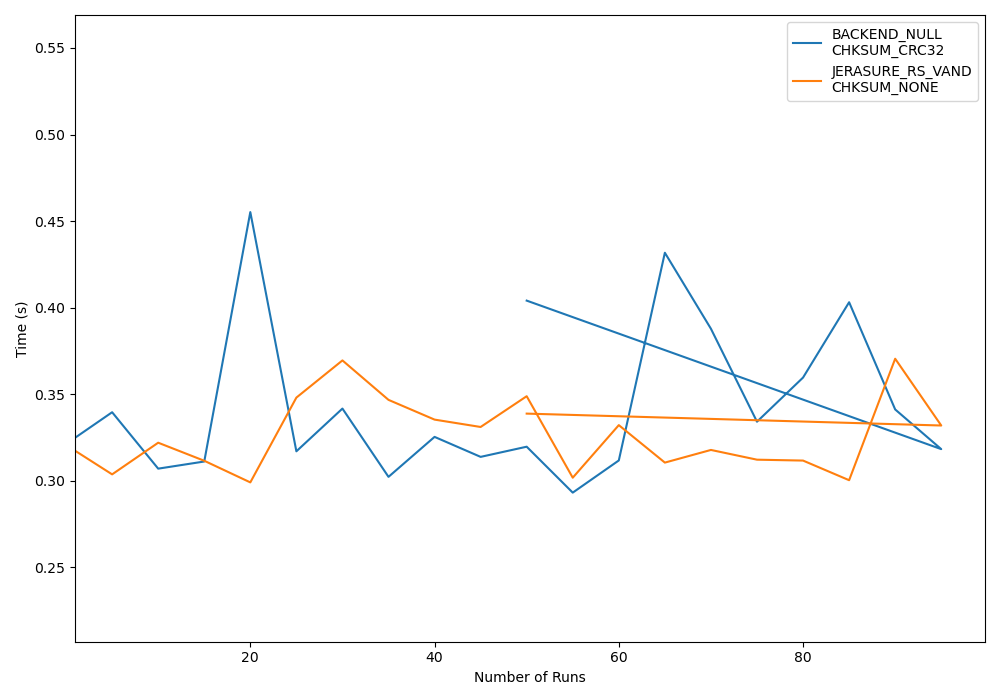 BACKEND_NULL
CHKSUM_CRC32
JERASURE_RS_VAND
CHKSUM_NONE
Time (s)
0.55
0.50
0.45
0.40
0.35
0.30
0.25
20
40
60
80
Number of Runs